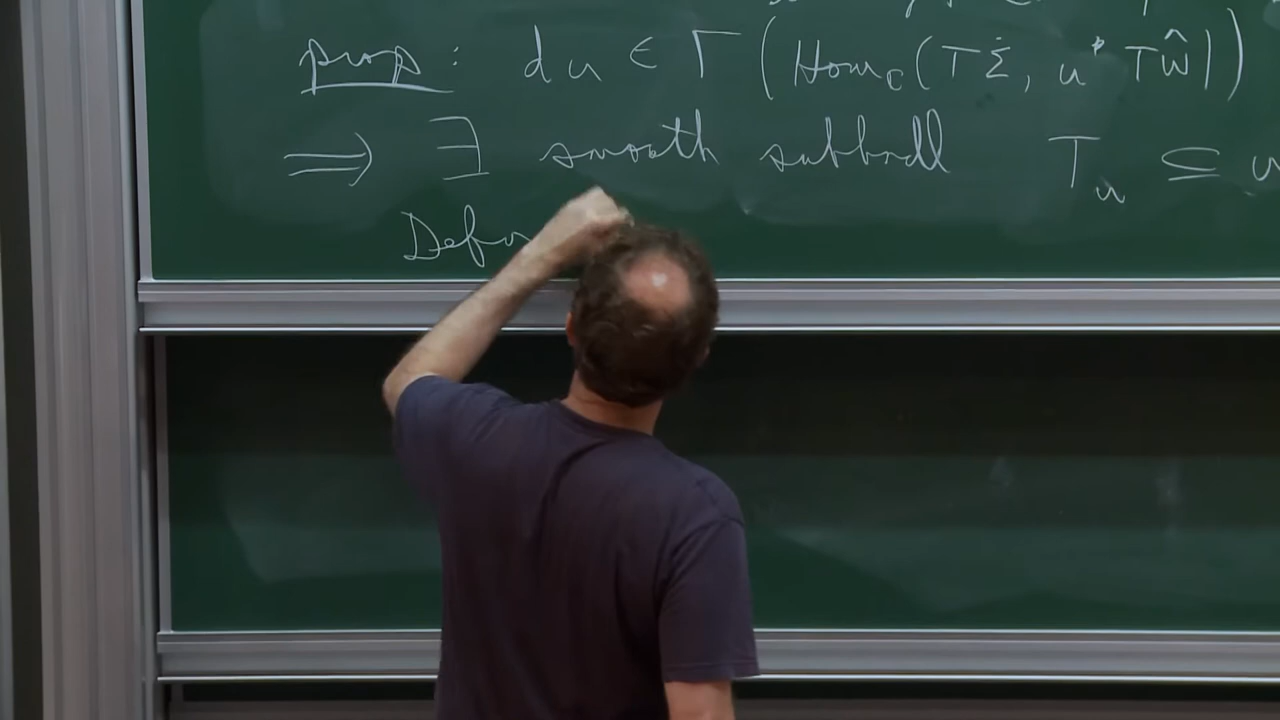 prop: du ∈ Γ(Hom_C(TΣ̇, u*TŴ))
⟹ ∃ smooth subbdl T_u ⊆ u
Defn